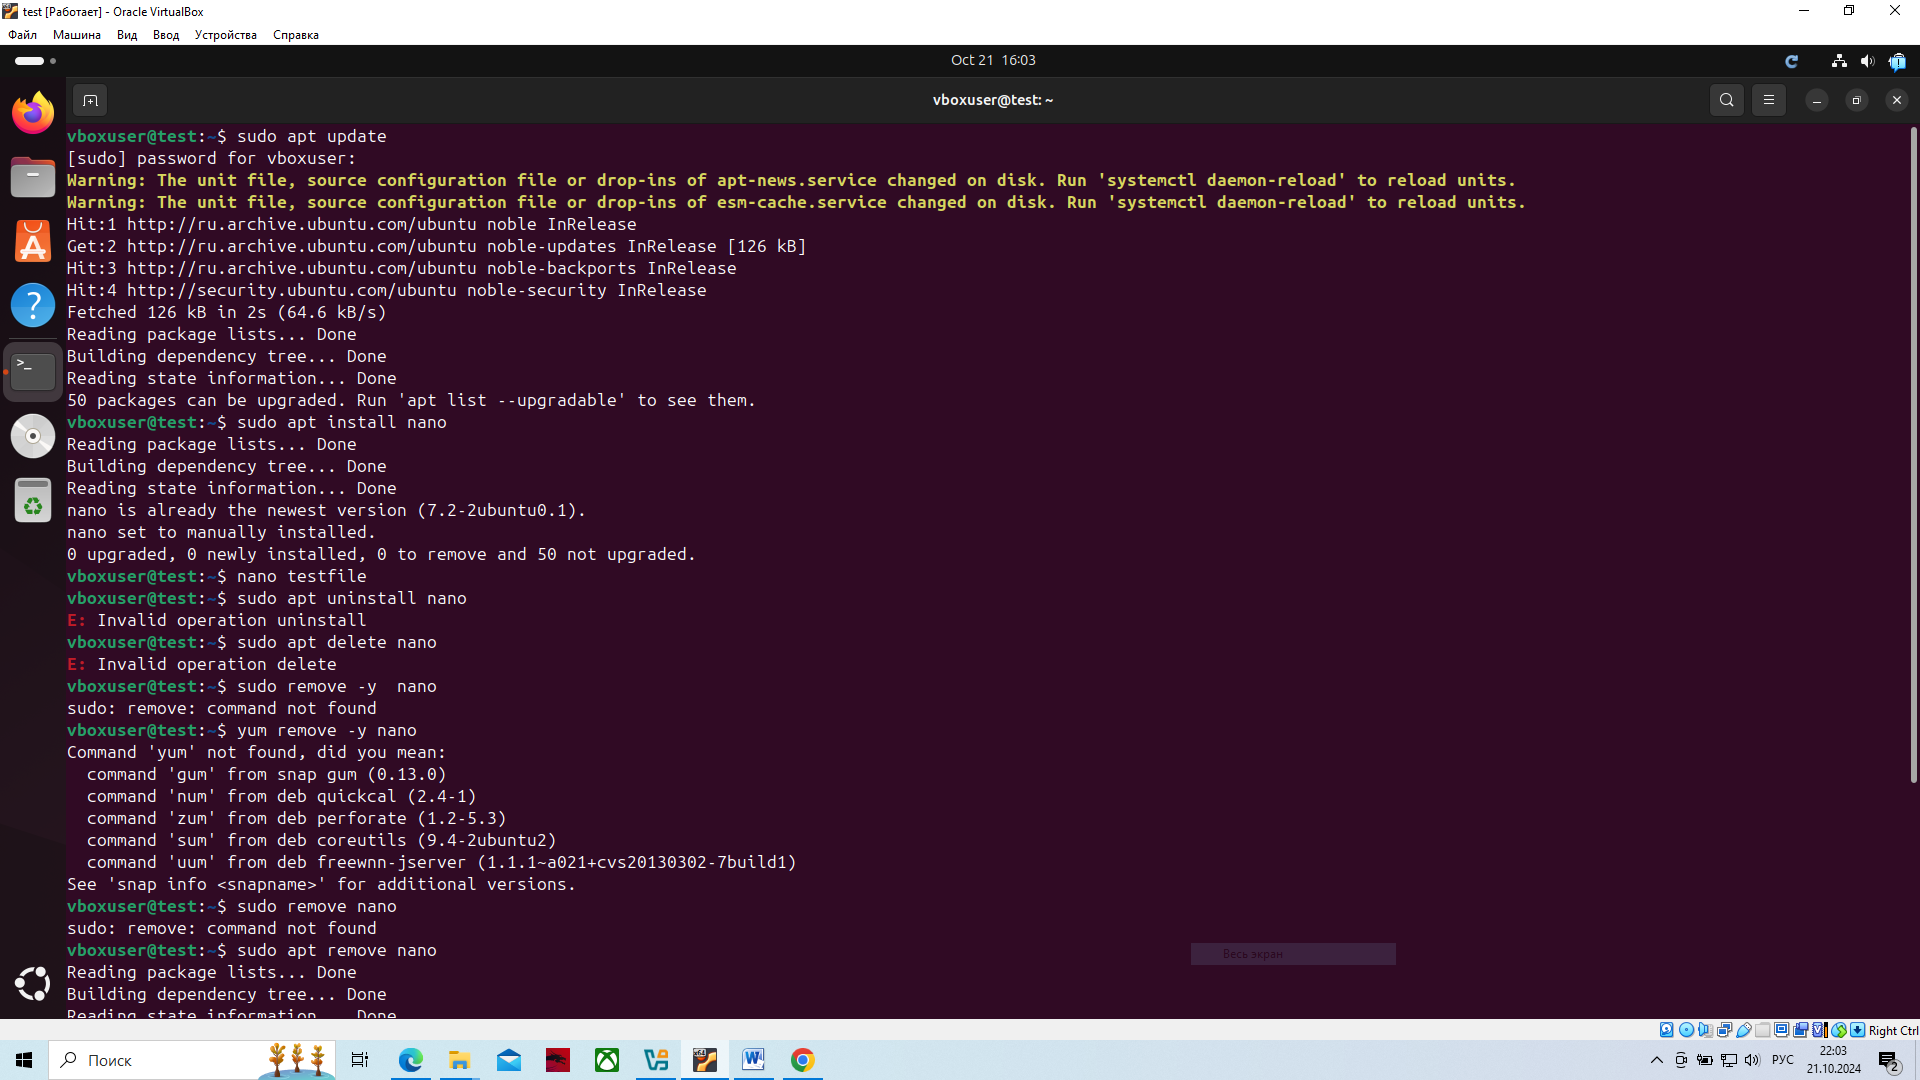 test [Работает] - Oracle VirtualBox
Файл Машина Вид Ввод Устройства Справка
Oct 21 16:03
vboxuser@test: ~
vboxuser@test:~$ sudo apt update
[sudo] password for vboxuser:
Warning: The unit file, source configuration file or drop-ins of apt-news.service changed on disk. Run 'systemctl daemon-reload' to reload units.
Warning: The unit file, source configuration file or drop-ins of esm-cache.service changed on disk. Run 'systemctl daemon-reload' to reload units.
Hit:1 http://ru.archive.ubuntu.com/ubuntu noble InRelease
Get:2 http://ru.archive.ubuntu.com/ubuntu noble-updates InRelease [126 kB]
Hit:3 http://ru.archive.ubuntu.com/ubuntu noble-backports InRelease
Hit:4 http://security.ubuntu.com/ubuntu noble-security InRelease
Fetched 126 kB in 2s (64.6 kB/s)
Reading package lists... Done
Building dependency tree... Done
Reading state information... Done
50 packages can be upgraded. Run 'apt list --upgradable' to see them.
vboxuser@test:~$ sudo apt install nano
Reading package lists... Done
Building dependency tree... Done
Reading state information... Done
nano is already the newest version (7.2-2ubuntu0.1).
nano set to manually installed.
0 upgraded, 0 newly installed, 0 to remove and 50 not upgraded.
vboxuser@test:~$ nano testfile
vboxuser@test:~$ sudo apt uninstall nano
E: Invalid operation uninstall
vboxuser@test:~$ sudo apt delete nano
E: Invalid operation delete
vboxuser@test:~$ sudo remove -y  nano
sudo: remove: command not found
vboxuser@test:~$ yum remove -y nano
Command 'yum' not found, did you mean:
  command 'gum' from snap gum (0.13.0)
  command 'num' from deb quickcal (2.4-1)
  command 'zum' from deb perforate (1.2-5.3)
  command 'sum' from deb coreutils (9.4-2ubuntu2)
  command 'uum' from deb freewnn-jserver (1.1.1~a021+cvs20130302-7build1)
See 'snap info <snapname>' for additional versions.
vboxuser@test:~$ sudo remove nano
sudo: remove: command not found
vboxuser@test:~$ sudo apt remove nano
Весь экран
Reading package lists... Done
Building dependency tree... Done
Reading state information... Done
Right Ctrl
Поиск
РУС
22:03
21.10.2024
2